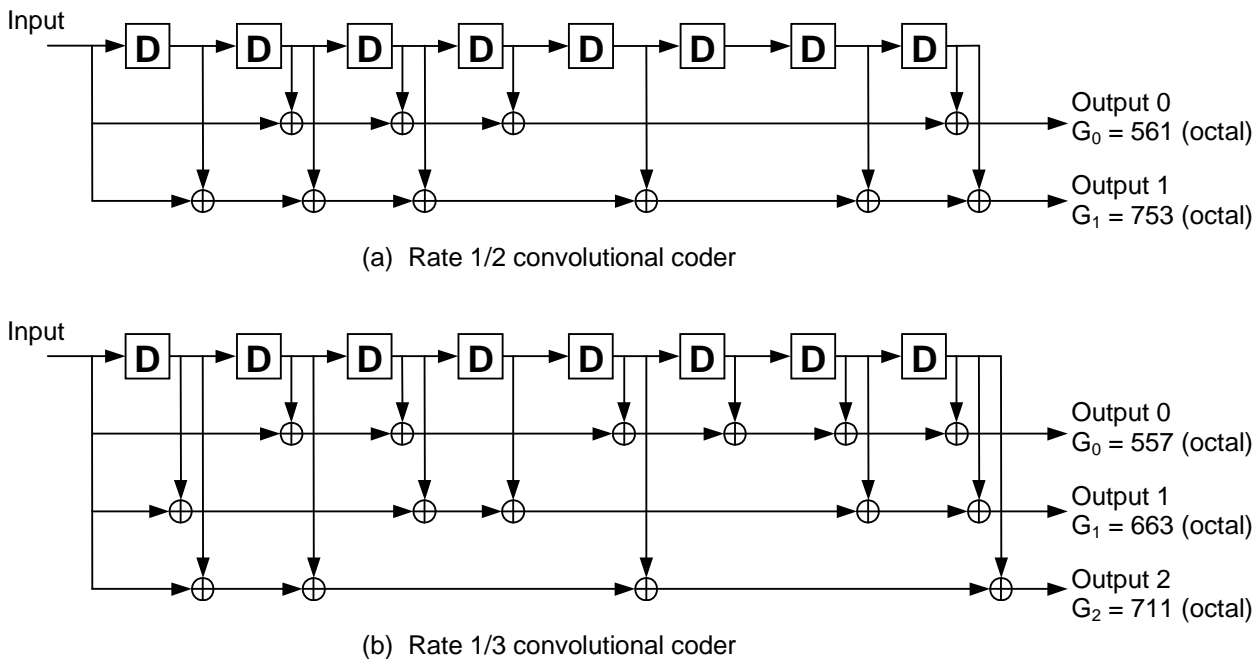 Input
D D D D D D D D
Output 0
G₀ = 561 (octal)
Output 1
G₁ = 753 (octal)
(a) Rate 1/2 convolutional coder
Input
D D D D D D D D
Output 0
G₀ = 557 (octal)
Output 1
G₁ = 663 (octal)
Output 2
G₂ = 711 (octal)
(b) Rate 1/3 convolutional coder